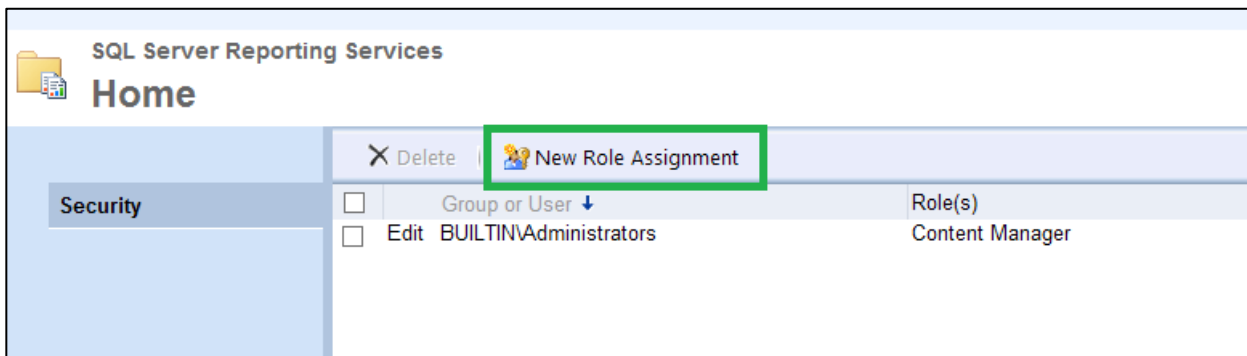 SQL Server Reporting Services
Home
Delete New Role Assignment
Security
Group or User Role(s)
Edit BUILTIN\Administrators Content Manager